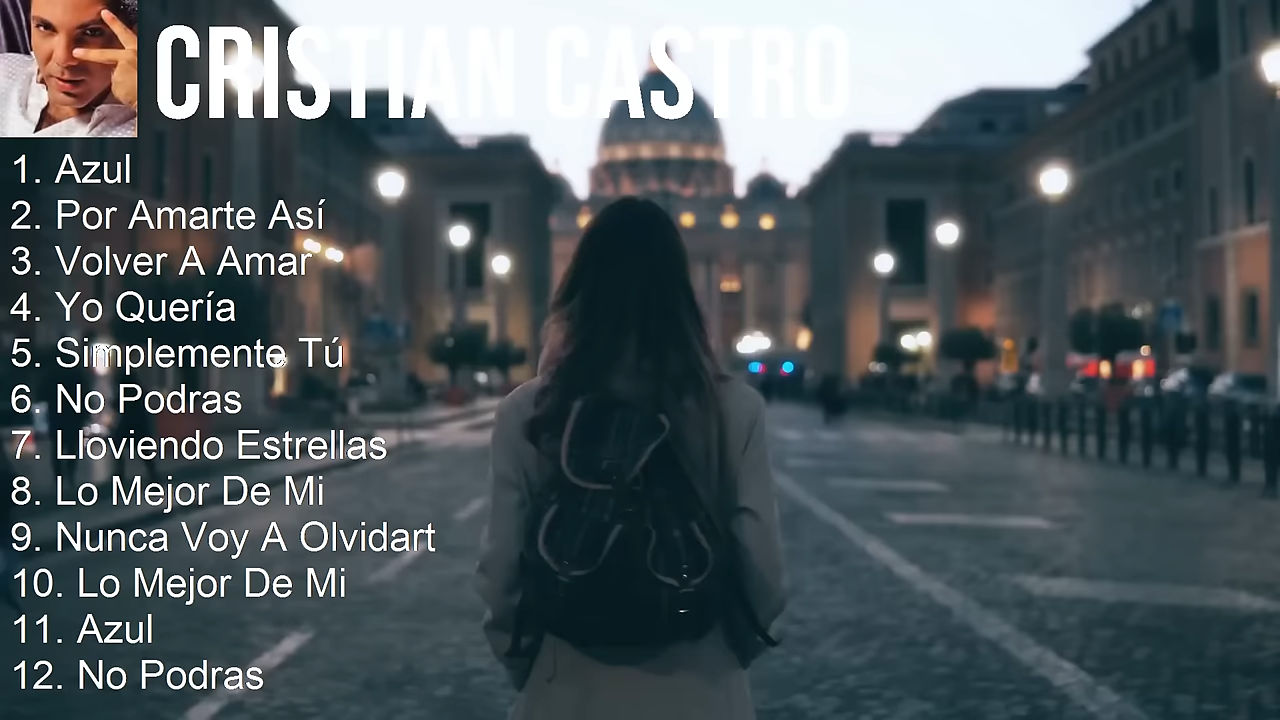 CRISTIAN CASTRO
1. Azul
2. Por Amarte Así
3. Volver A Amar
4. Yo Quería
5. Simplemente Tú
6. No Podras
7. Lloviendo Estrellas
8. Lo Mejor De Mi
9. Nunca Voy A Olvidart
10. Lo Mejor De Mi
11. Azul
12. No Podras